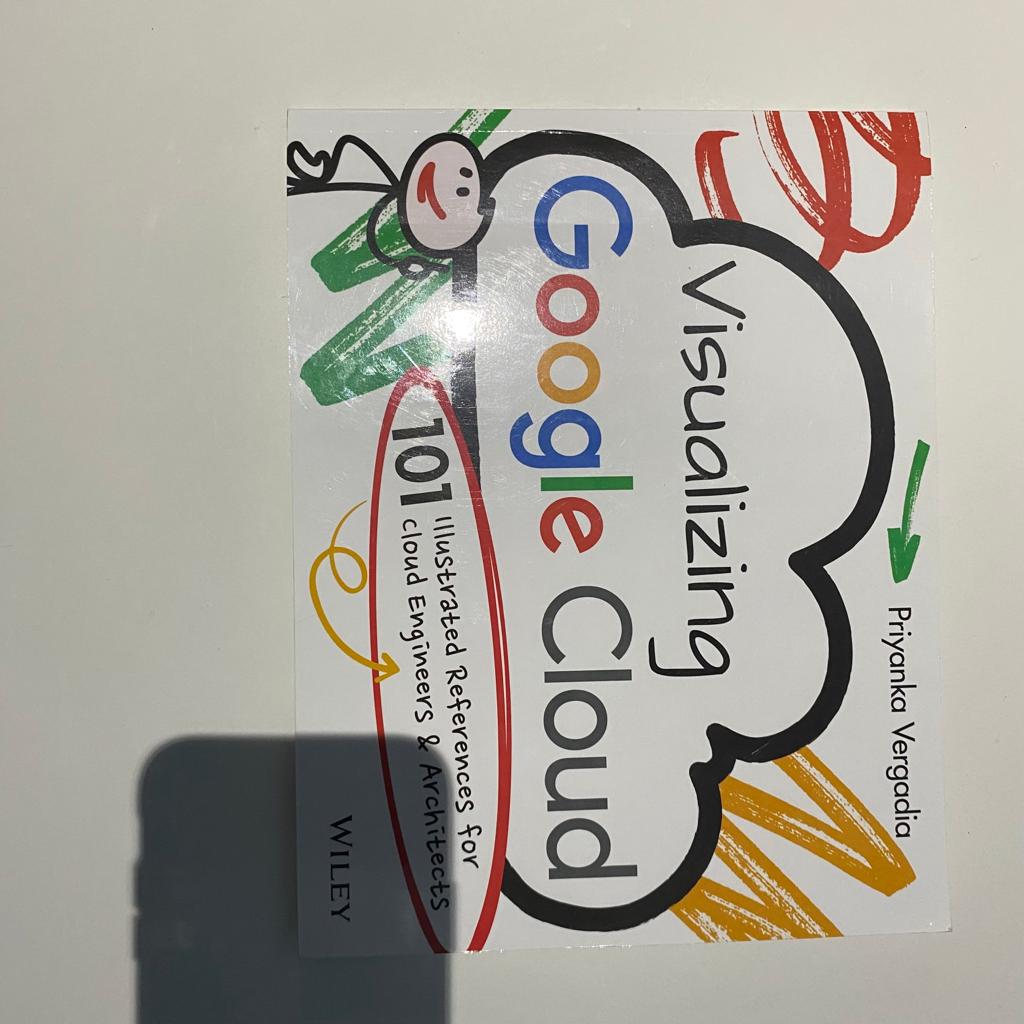 Priyanka Vergadia
Visualizing
Google Cloud
101 Illustrated References for
Cloud Engineers & Architects
WILEY